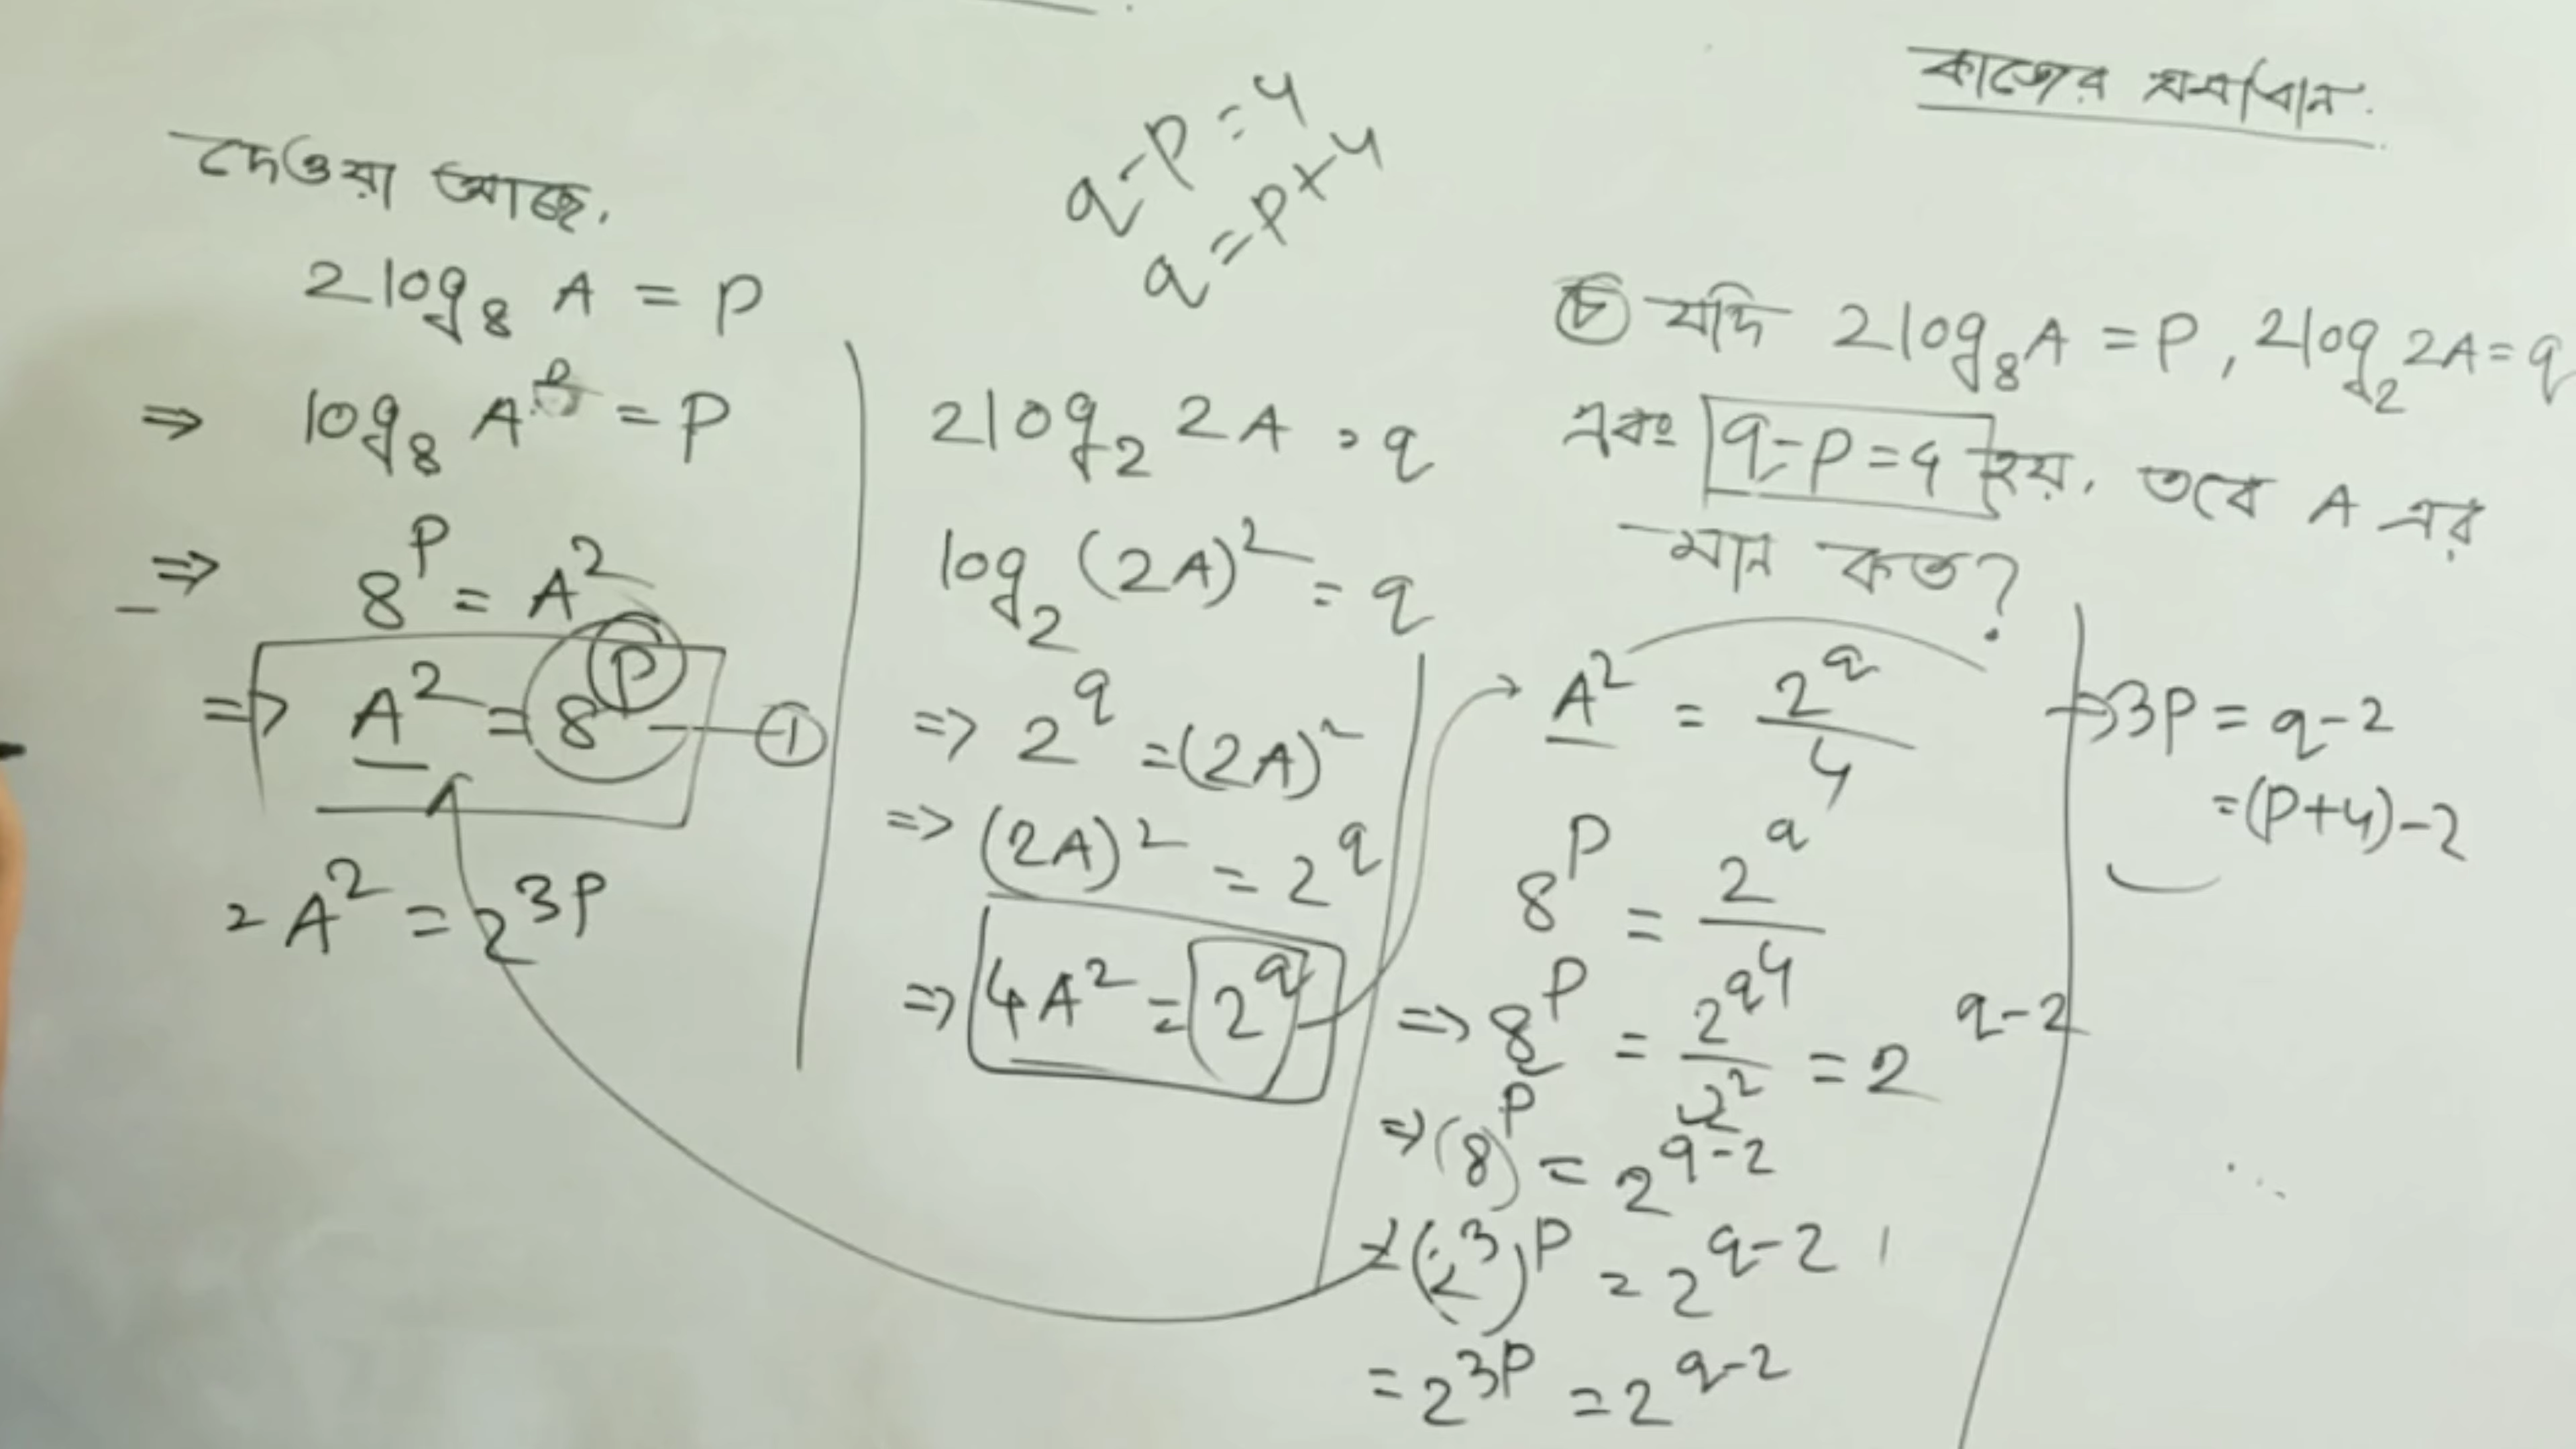 কাজের সমাধান.
৮ যদি 2log₈A = P, 2log₂2A = q
এবং q-P=4 হয়, তবে A এর
মান কত?
q-P=4
q=P+4
দেওয়া আছে,
2log₈ A = P
⇒ log₈ A = P
⇒ 8^P = A²
⇒ A² = 8^P —①
2 A² = 2^3P
2log₂ 2A = q
log₂ (2A)² = q
⇒ 2^q = (2A)²
⇒ (2A)² = 2^q
⇒ 4A² = 2^q
A² = 2^q/4
8^P = 2^q/4
⇒ 8^P = 2^q/2² = 2^q-2
⇒ (8)^P = 2^q-2
(2³)^P = 2^q-2
= 2^3P = 2^q-2
⇒ 3P = q-2
= (P+4)-2